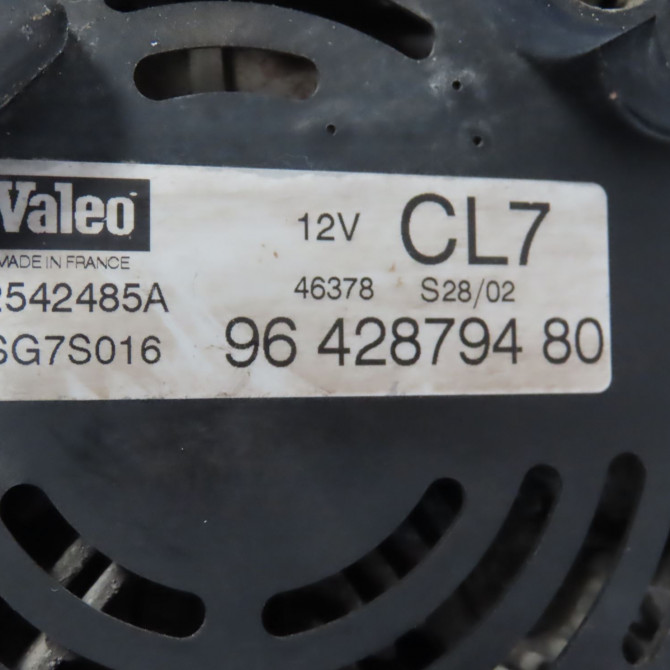 Valeo
12V CL7
MADE IN FRANCE
2542485A
46378 S28/02
SG7S016
96 428794 80